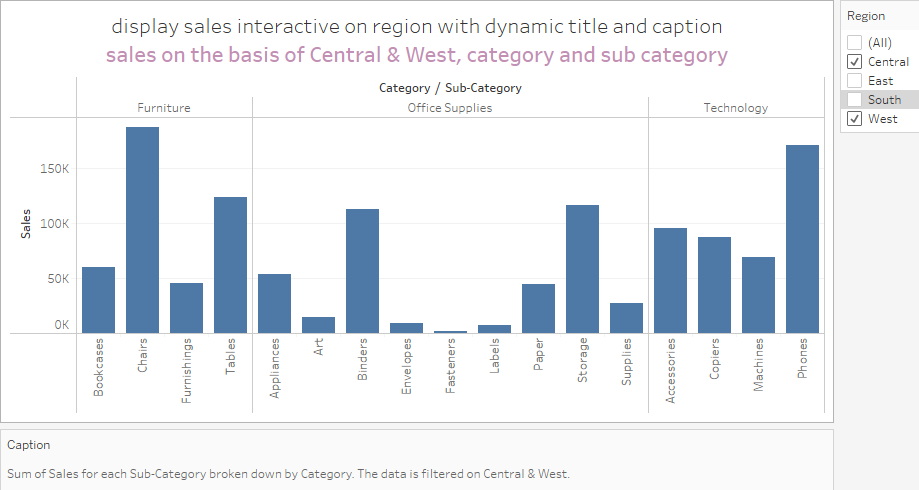 display sales interactive on region with dynamic title and caption
sales on the basis of Central & West, category and sub category
Category / Sub-Category
Furniture
Office Supplies
Technology
Sales
150K
100K
50K
0K
Bookcases
Chairs
Furnishings
Tables
Appliances
Art
Binders
Envelopes
Fasteners
Labels
Paper
Storage
Supplies
Accessories
Copiers
Machines
Phones
Region
(All)
Central
East
South
West
Caption
Sum of Sales for each Sub-Category broken down by Category. The data is filtered on Central & West.